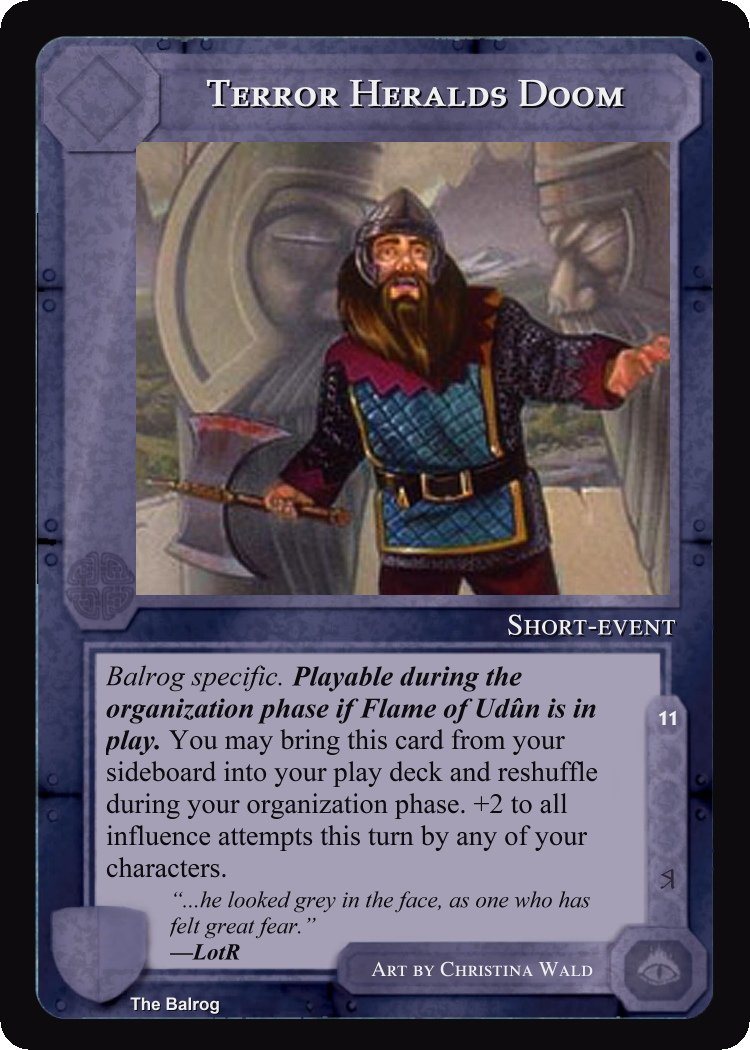 Terror Heralds Doom
Short-event
Balrog specific. Playable during the
organization phase if Flame of Udûn is in
play. You may bring this card from your
sideboard into your play deck and reshuffle
during your organization phase. +2 to all
influence attempts this turn by any of your
characters.
11
“...he looked grey in the face, as one who has
felt great fear.”
—LotR
Art by Christina Wald
The Balrog